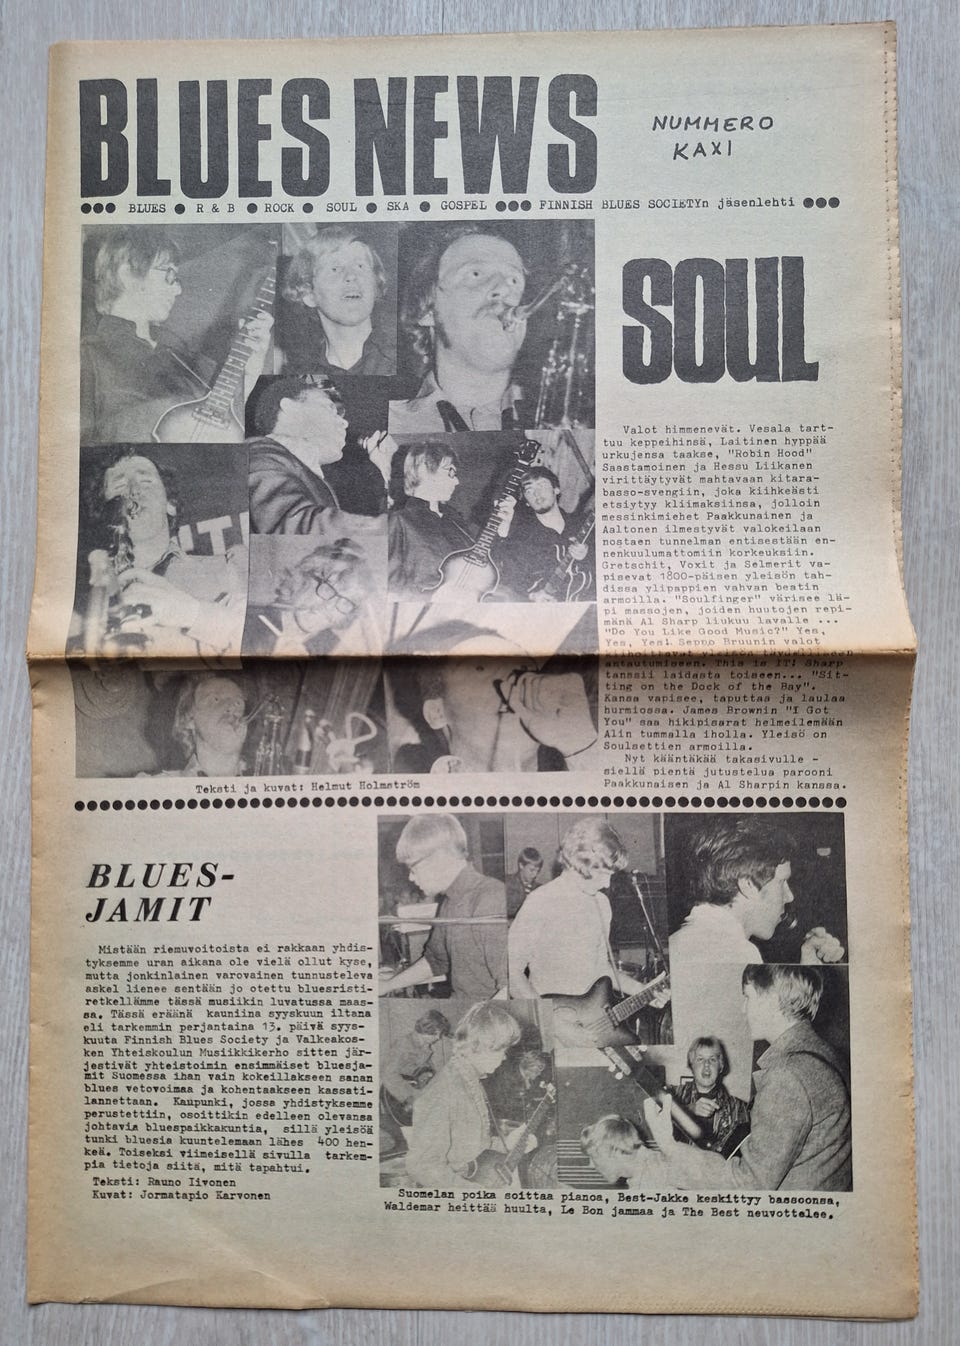 BLUES NEWS
NUMMERO
KAXI
●●● BLUES ● R & B ● ROCK ● SOUL ● SKA ● GOSPEL ●●● FINNISH BLUES SOCIETYn jäsenlehti ●●●
SOUL
Valot himmenevät. Vesala tart-
tuu keppeihinsä, Laitinen hyppää
urkujensa taakse, "Robin Hood"
Saastamoinen ja Hessu Liikanen
virittäytyvät mahtavaan kitara-
basso-svengiin, joka kiihkeästi
etsiytyy kliimaksiinsa, jolloin
messinkimiehet Paakkunainen ja
Aaltonen ilmestyvät valokeilaan
nostaen tunnelman entisestään en-
nenkuulumattomiin korkeuksiin.
Gretschit, Voxit ja Selmerit va-
pisevat 1800-päisen yleisön tah-
dissa ylipappien vahvan beatin
armoilla. "Soulfinger" värisee lä-
pi massojen, joiden huutojen repi-
mänä Al Sharp liukuu lavalle ...
"Do You Like Good Music?" Yes,
Yes, Yes! Seppo Bruunin valot
kiihoittavat yleisön täydelliseen
antautumiseen. This is IT! Sharp
tanssii laidasta toiseen... "Sit-
ting on the Dock of the Bay".
Kansa vapisee, taputtaa ja laulaa
hurmiossa. James Brownin "I Got
You" saa hikipisarat helmeilemään
Alin tummalla iholla. Yleisö on
Soulsettien armoilla.
Nyt kääntäkää takasivulle -
siellä pientä jutustelua parooni
Paakkunaisen ja Al Sharpin kanssa.
Teksti ja kuvat: Helmut Holmström
BLUES-
JAMIT
Mistään riemuvoitoista ei rakkaan yhdis-
tyksemme uran aikana ole vielä ollut kyse,
mutta jonkinlainen varovainen tunnusteleva
askel lienee sentään jo otettu bluesristi-
retkellämme tässä musiikin luvatussa maas-
sa. Tässä eräänä kauniina syyskuun iltana
eli tarkemmin perjantaina 13. päivä syys-
kuuta Finnish Blues Society ja Valkeakos-
ken Yhteiskoulun Musiikkikerho sitten jär-
jestivät yhteistoimin ensimmäiset bluesja-
mit Suomessa ihan vain kokeillakseen sanan
blues vetovoimaa ja kohentaakseen kassati-
lannettaan. Kaupunki, jossa yhdistyksemme
perustettiin, osoittikin edelleen olevansa
johtavia bluespaikkakuntia, sillä yleisöä
tunki bluesia kuuntelemaan lähes 400 hen-
keä. Toiseksi viimeisellä sivulla tarkem-
pia tietoja siitä, mitä tapahtui.
Teksti: Rauno Iivonen
Kuvat: Jormatapio Karvonen
Suomelan poika soittaa pianoa, Best-Jakke keskittyy bassoonsa,
Waldemar heittää huulta, Le Bon jammaa ja The Best neuvottelee.